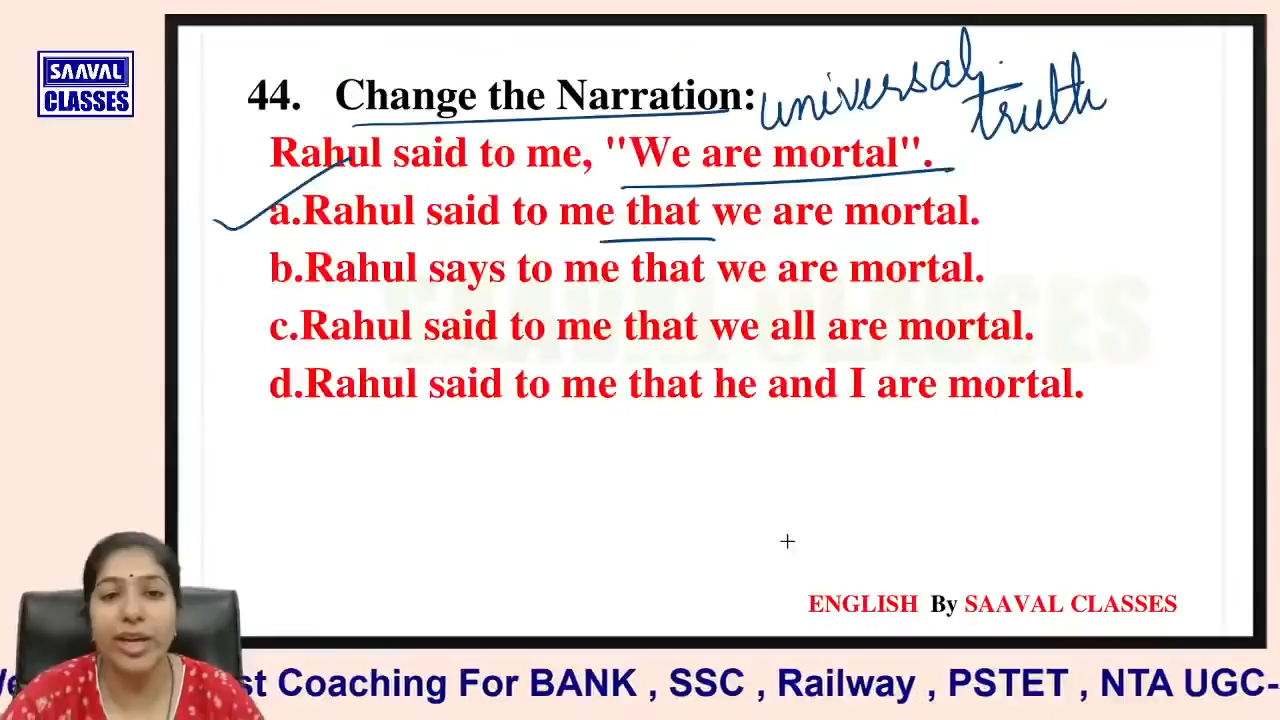 SAAVAL
CLASSES
44. Change the Narration: universal truth
Rahul said to me, "We are mortal".
a.Rahul said to me that we are mortal.
b.Rahul says to me that we are mortal.
c.Rahul said to me that we all are mortal.
d.Rahul said to me that he and I are mortal.
SAAVAL CLASSES
ENGLISH By SAAVAL CLASSES
Coaching For BANK , SSC , Railway , PSTET , NTA UGC-